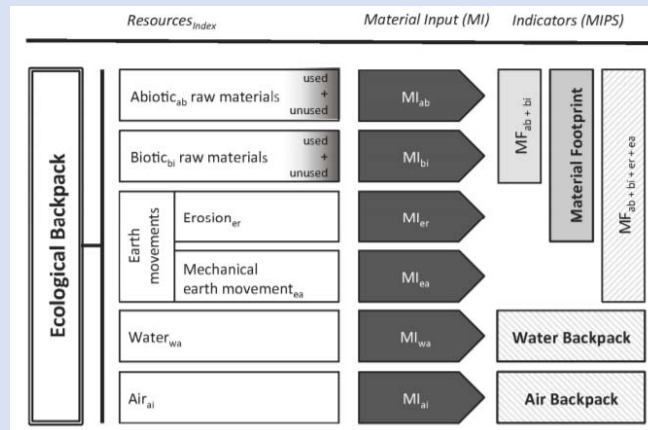 Resources_Index Material Input (MI) Indicators (MIPS)
Ecological Backpack
Abiotic_ab raw materials
used
+
unused
MI_ab
Biotic_bi raw materials
used
+
unused
MI_bi
Earth
movements
Erosion_er
MI_er
Mechanical
earth movement_ea
MI_ea
MF_ab + bi
Material Footprint
MF_ab + bi + er + ea
Water_wa
MI_wa
Water Backpack
Air_ai
MI_ai
Air Backpack